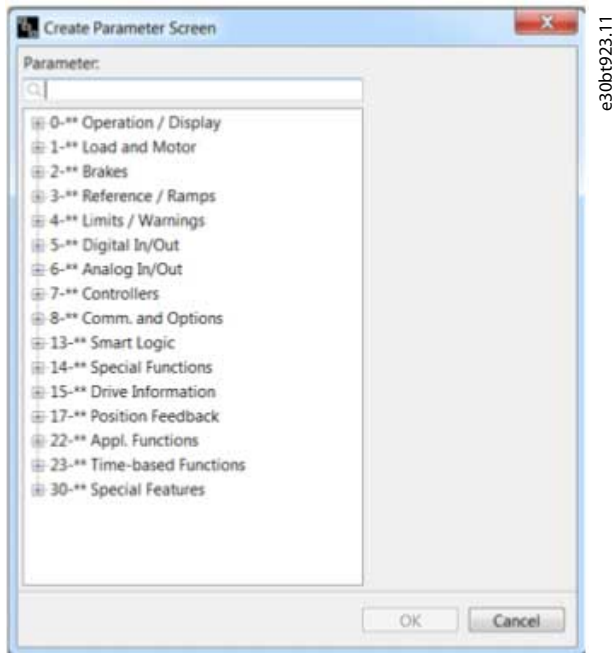 Create Parameter Screen
Parameter:
0-** Operation / Display
1-** Load and Motor
2-** Brakes
3-** Reference / Ramps
4-** Limits / Warnings
5-** Digital In/Out
6-** Analog In/Out
7-** Controllers
8-** Comm. and Options
13-** Smart Logic
14-** Special Functions
15-** Drive Information
17-** Position Feedback
22-** Appl. Functions
23-** Time-based Functions
30-** Special Features
OK Cancel
e30bt923.11